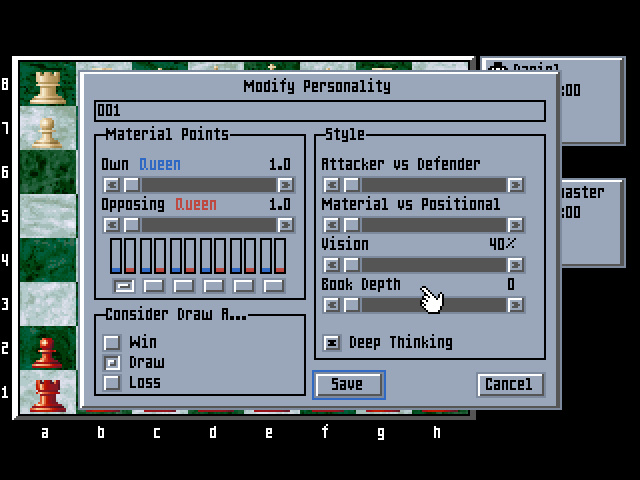 Modify Personality
001
Material Points
Own Queen 1.0
Opposing Queen 1.0
Consider Draw A...
Win
Draw
Loss
Style
Attacker vs Defender
Material vs Positional
Vision 40%
Book Depth 0
Deep Thinking
Save
Cancel
Daniel
:00
aster
:00
8
7
6
5
4
3
2
1
a b c d e f g h